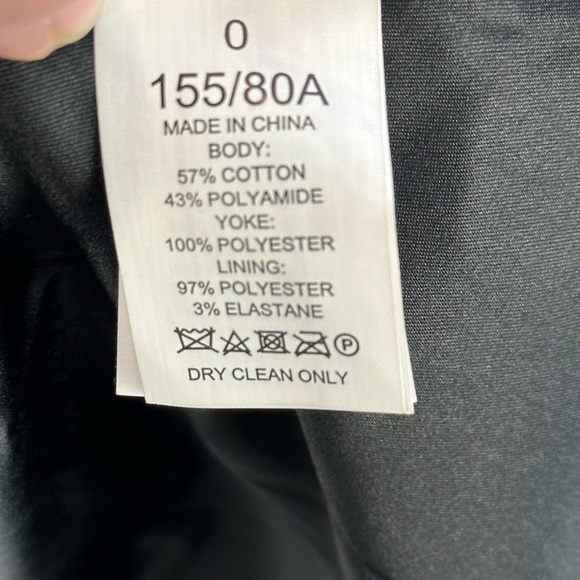 0
155/80A
MADE IN CHINA
BODY:
57% COTTON
43% POLYAMIDE
YOKE:
100% POLYESTER
LINING:
97% POLYESTER
3% ELASTANE
P
DRY CLEAN ONLY